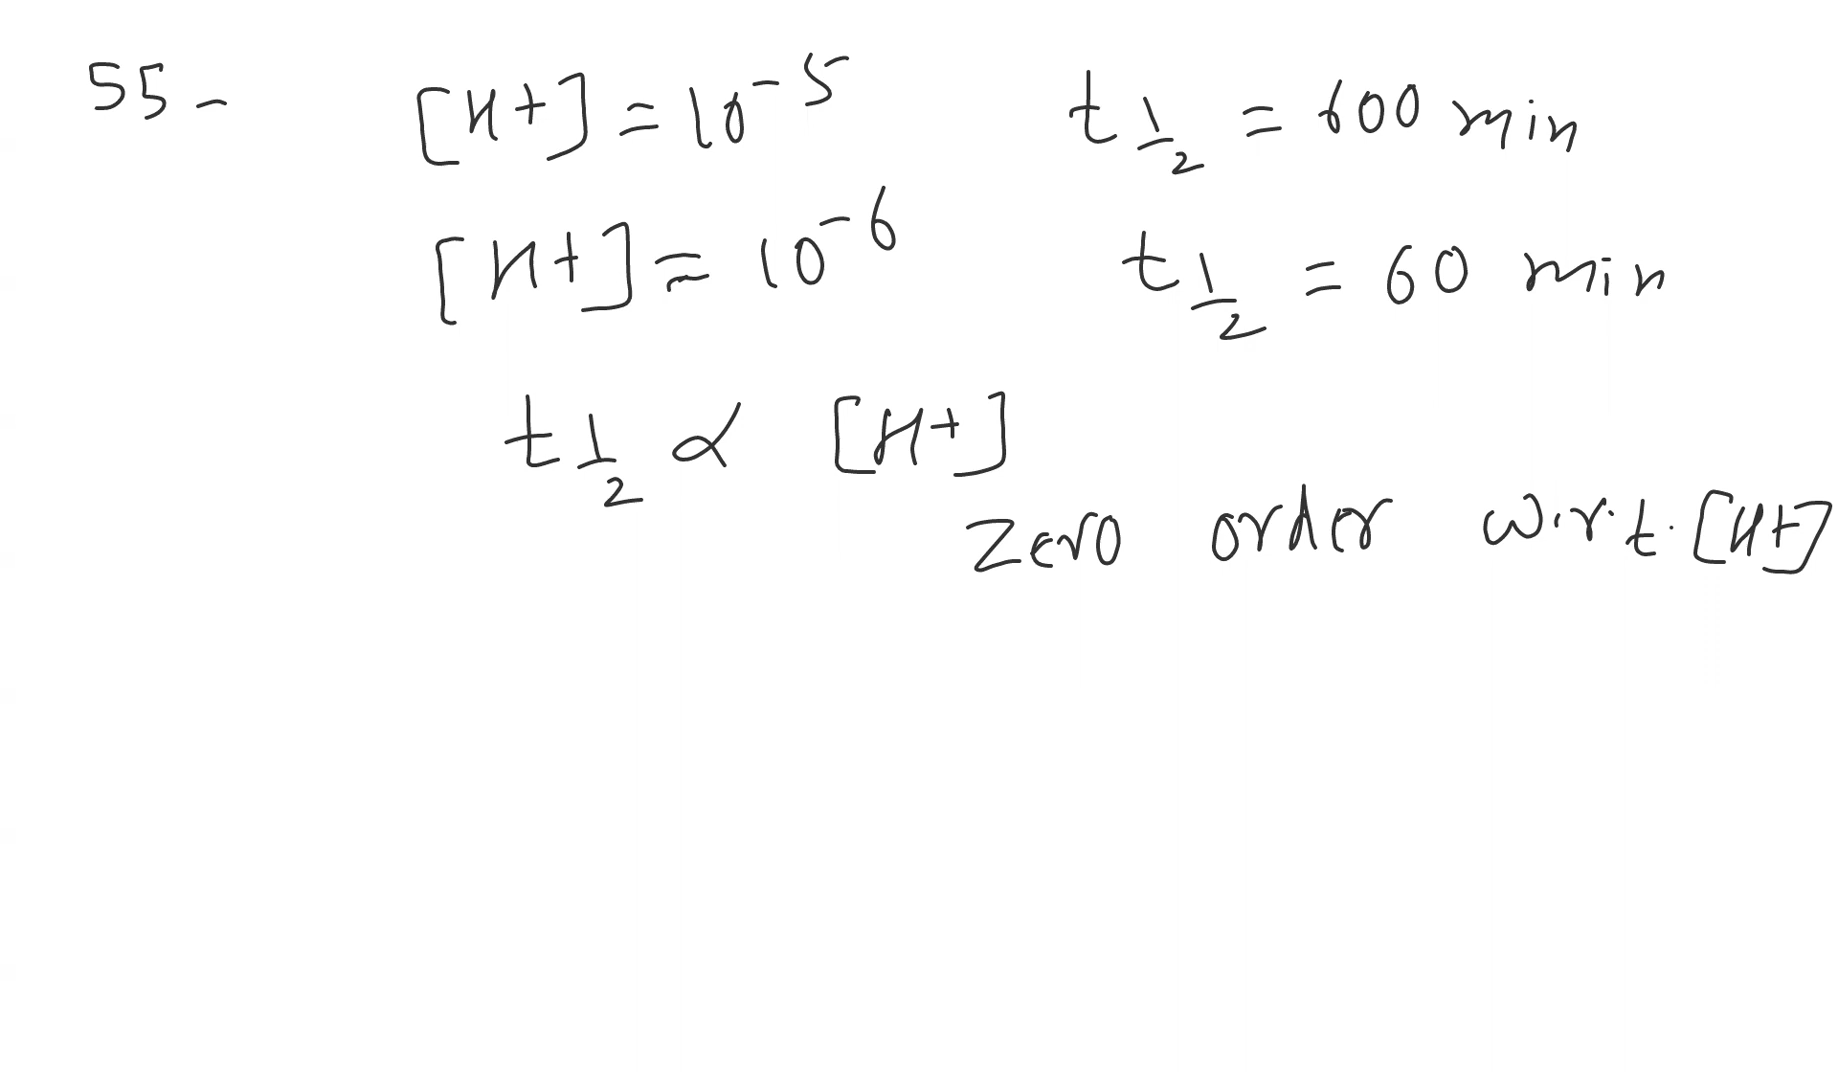 55- [H+] = 10⁻⁵ t½ = 600 min
[H+] = 10⁻⁶ t½ = 60 min
t½ α [H+]
Zero order w.r.t. [H+]